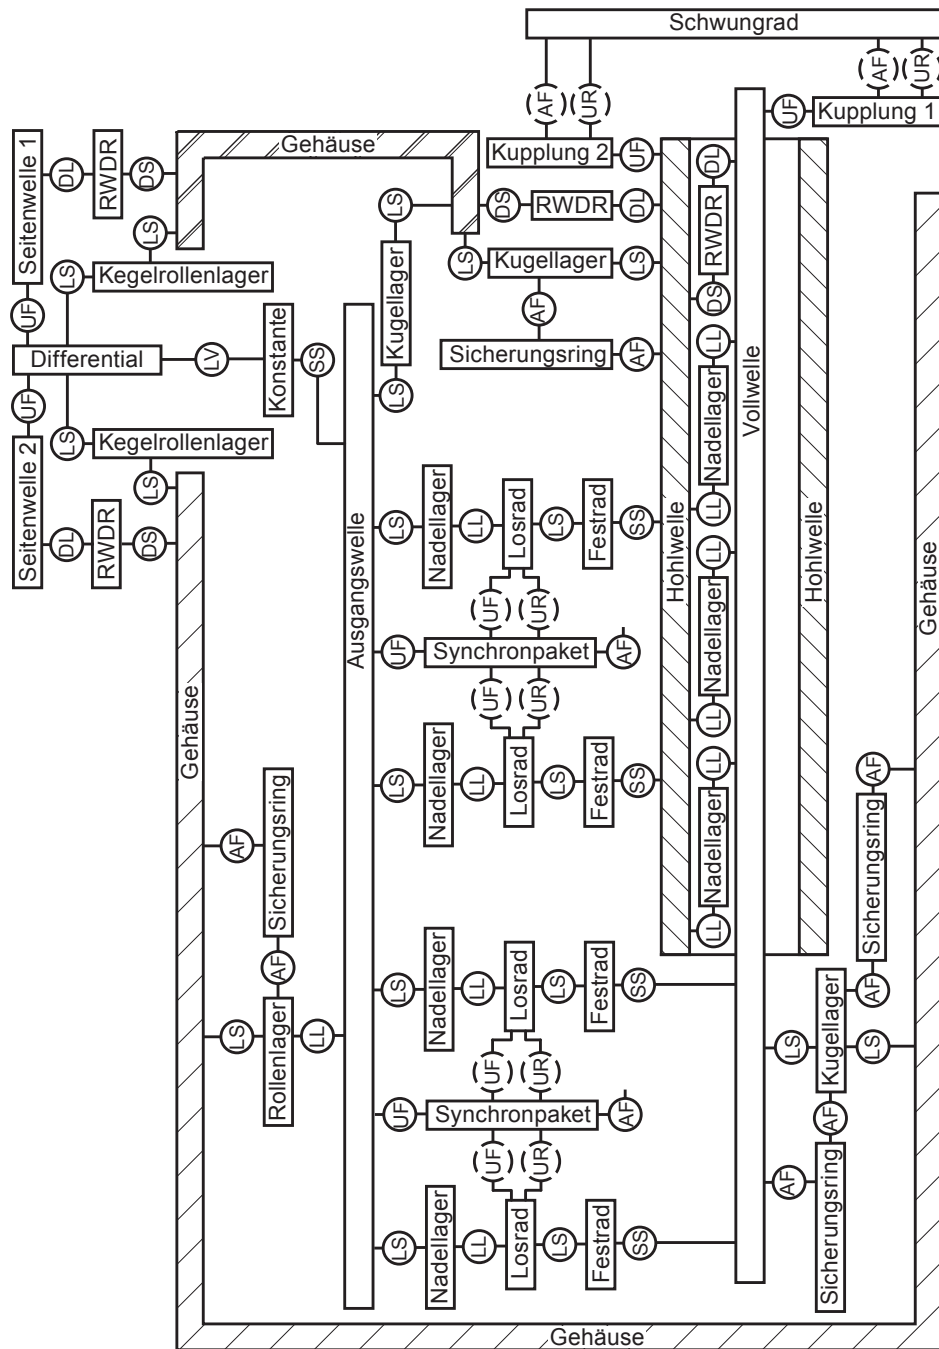 Schwungrad
AF
UR
AF
UR
AF
UR
UF
Kupplung 1
Kupplung 2
UF
Gehäuse
Seitenwelle 1
DL
RWDR
DS
LS
LS
Kegelrollenlager
UF
Differential
LV
Konstante
SS
UF
LS
Kegelrollenlager
LS
Seitenwelle 2
DL
RWDR
DS
LS
Kugellager
LS
DS
RWDR
DL
LS
Kugellager
LS
AF
Sicherungsring
AF
DL
RWDR
DS
LL
Nadellager
LL
LL
Nadellager
LL
LL
Nadellager
LL
Vollwelle
Hohlwelle
Hohlwelle
Gehäuse
Ausgangswelle
LS
Nadellager
LL
Losrad
LS
Festrad
SS
UF
UR
UF
Synchronpaket
AF
UF
UR
LS
Nadellager
LL
Losrad
LS
Festrad
SS
Gehäuse
AF
Sicherungsring
AF
LS
Rollenlager
LL
LS
Nadellager
LL
Losrad
LS
Festrad
SS
UF
UR
UF
Synchronpaket
AF
UF
UR
LS
Nadellager
LL
Losrad
LS
Festrad
SS
AF
Sicherungsring
AF
LS
Kugellager
LS
AF
AF
Sicherungsring
Gehäuse